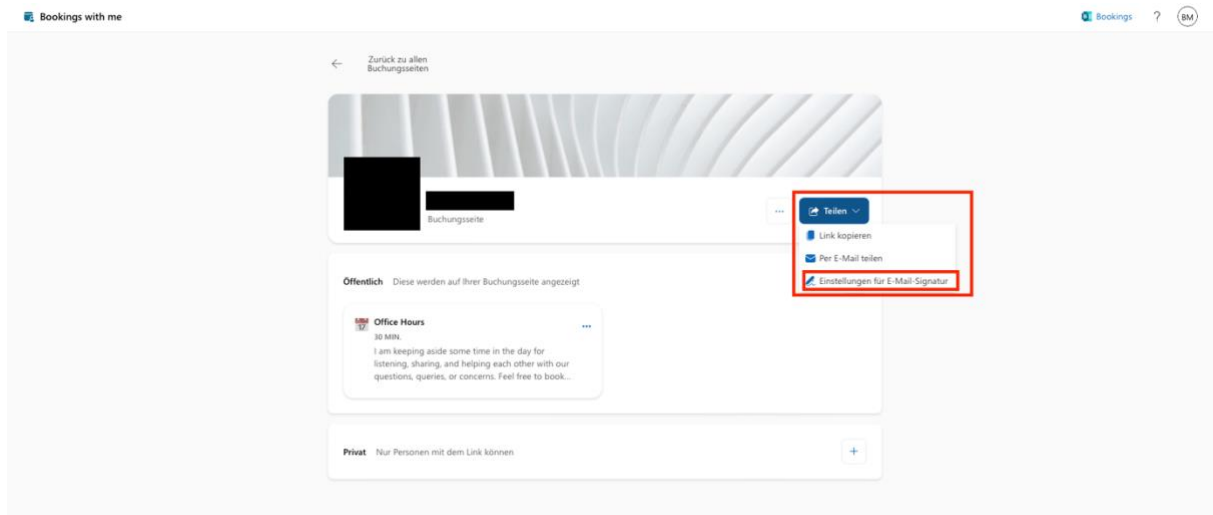 Bookings with me
Bookings ? BM
Zurück zu allen
Buchungsseiten
Buchungsseite
... Teilen
Link kopieren
Per E-Mail teilen
Einstellungen für E-Mail-Signatur
Öffentlich Diese werden auf Ihrer Buchungsseite angezeigt
17 Office Hours ...
30 MIN.
I am keeping aside some time in the day for
listening, sharing, and helping each other with our
questions, queries, or concerns. Feel free to book...
Privat Nur Personen mit dem Link können
+